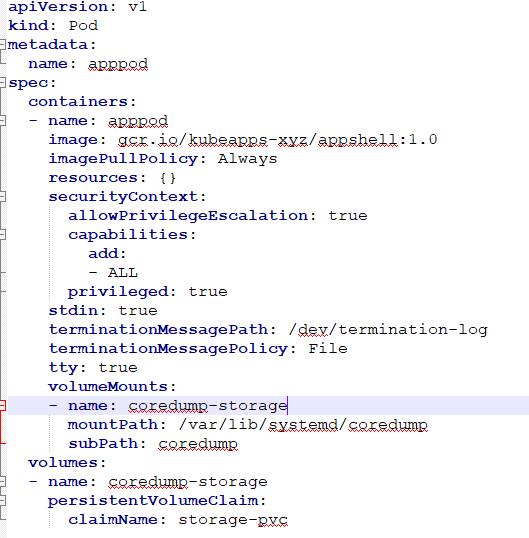 apiVersion: v1
kind: Pod
metadata:
  name: apppod
spec:
  containers:
  - name: apppod
    image: gcr.io/kubeapps-xyz/appshell:1.0
    imagePullPolicy: Always
    resources: {}
    securityContext:
      allowPrivilegeEscalation: true
      capabilities:
        add:
        - ALL
      privileged: true
    stdin: true
    terminationMessagePath: /dev/termination-log
    terminationMessagePolicy: File
    tty: true
    volumeMounts:
    - name: coredump-storage
      mountPath: /var/lib/systemd/coredump
      subPath: coredump
  volumes:
  - name: coredump-storage
    persistentVolumeClaim:
      claimName: storage-pvc